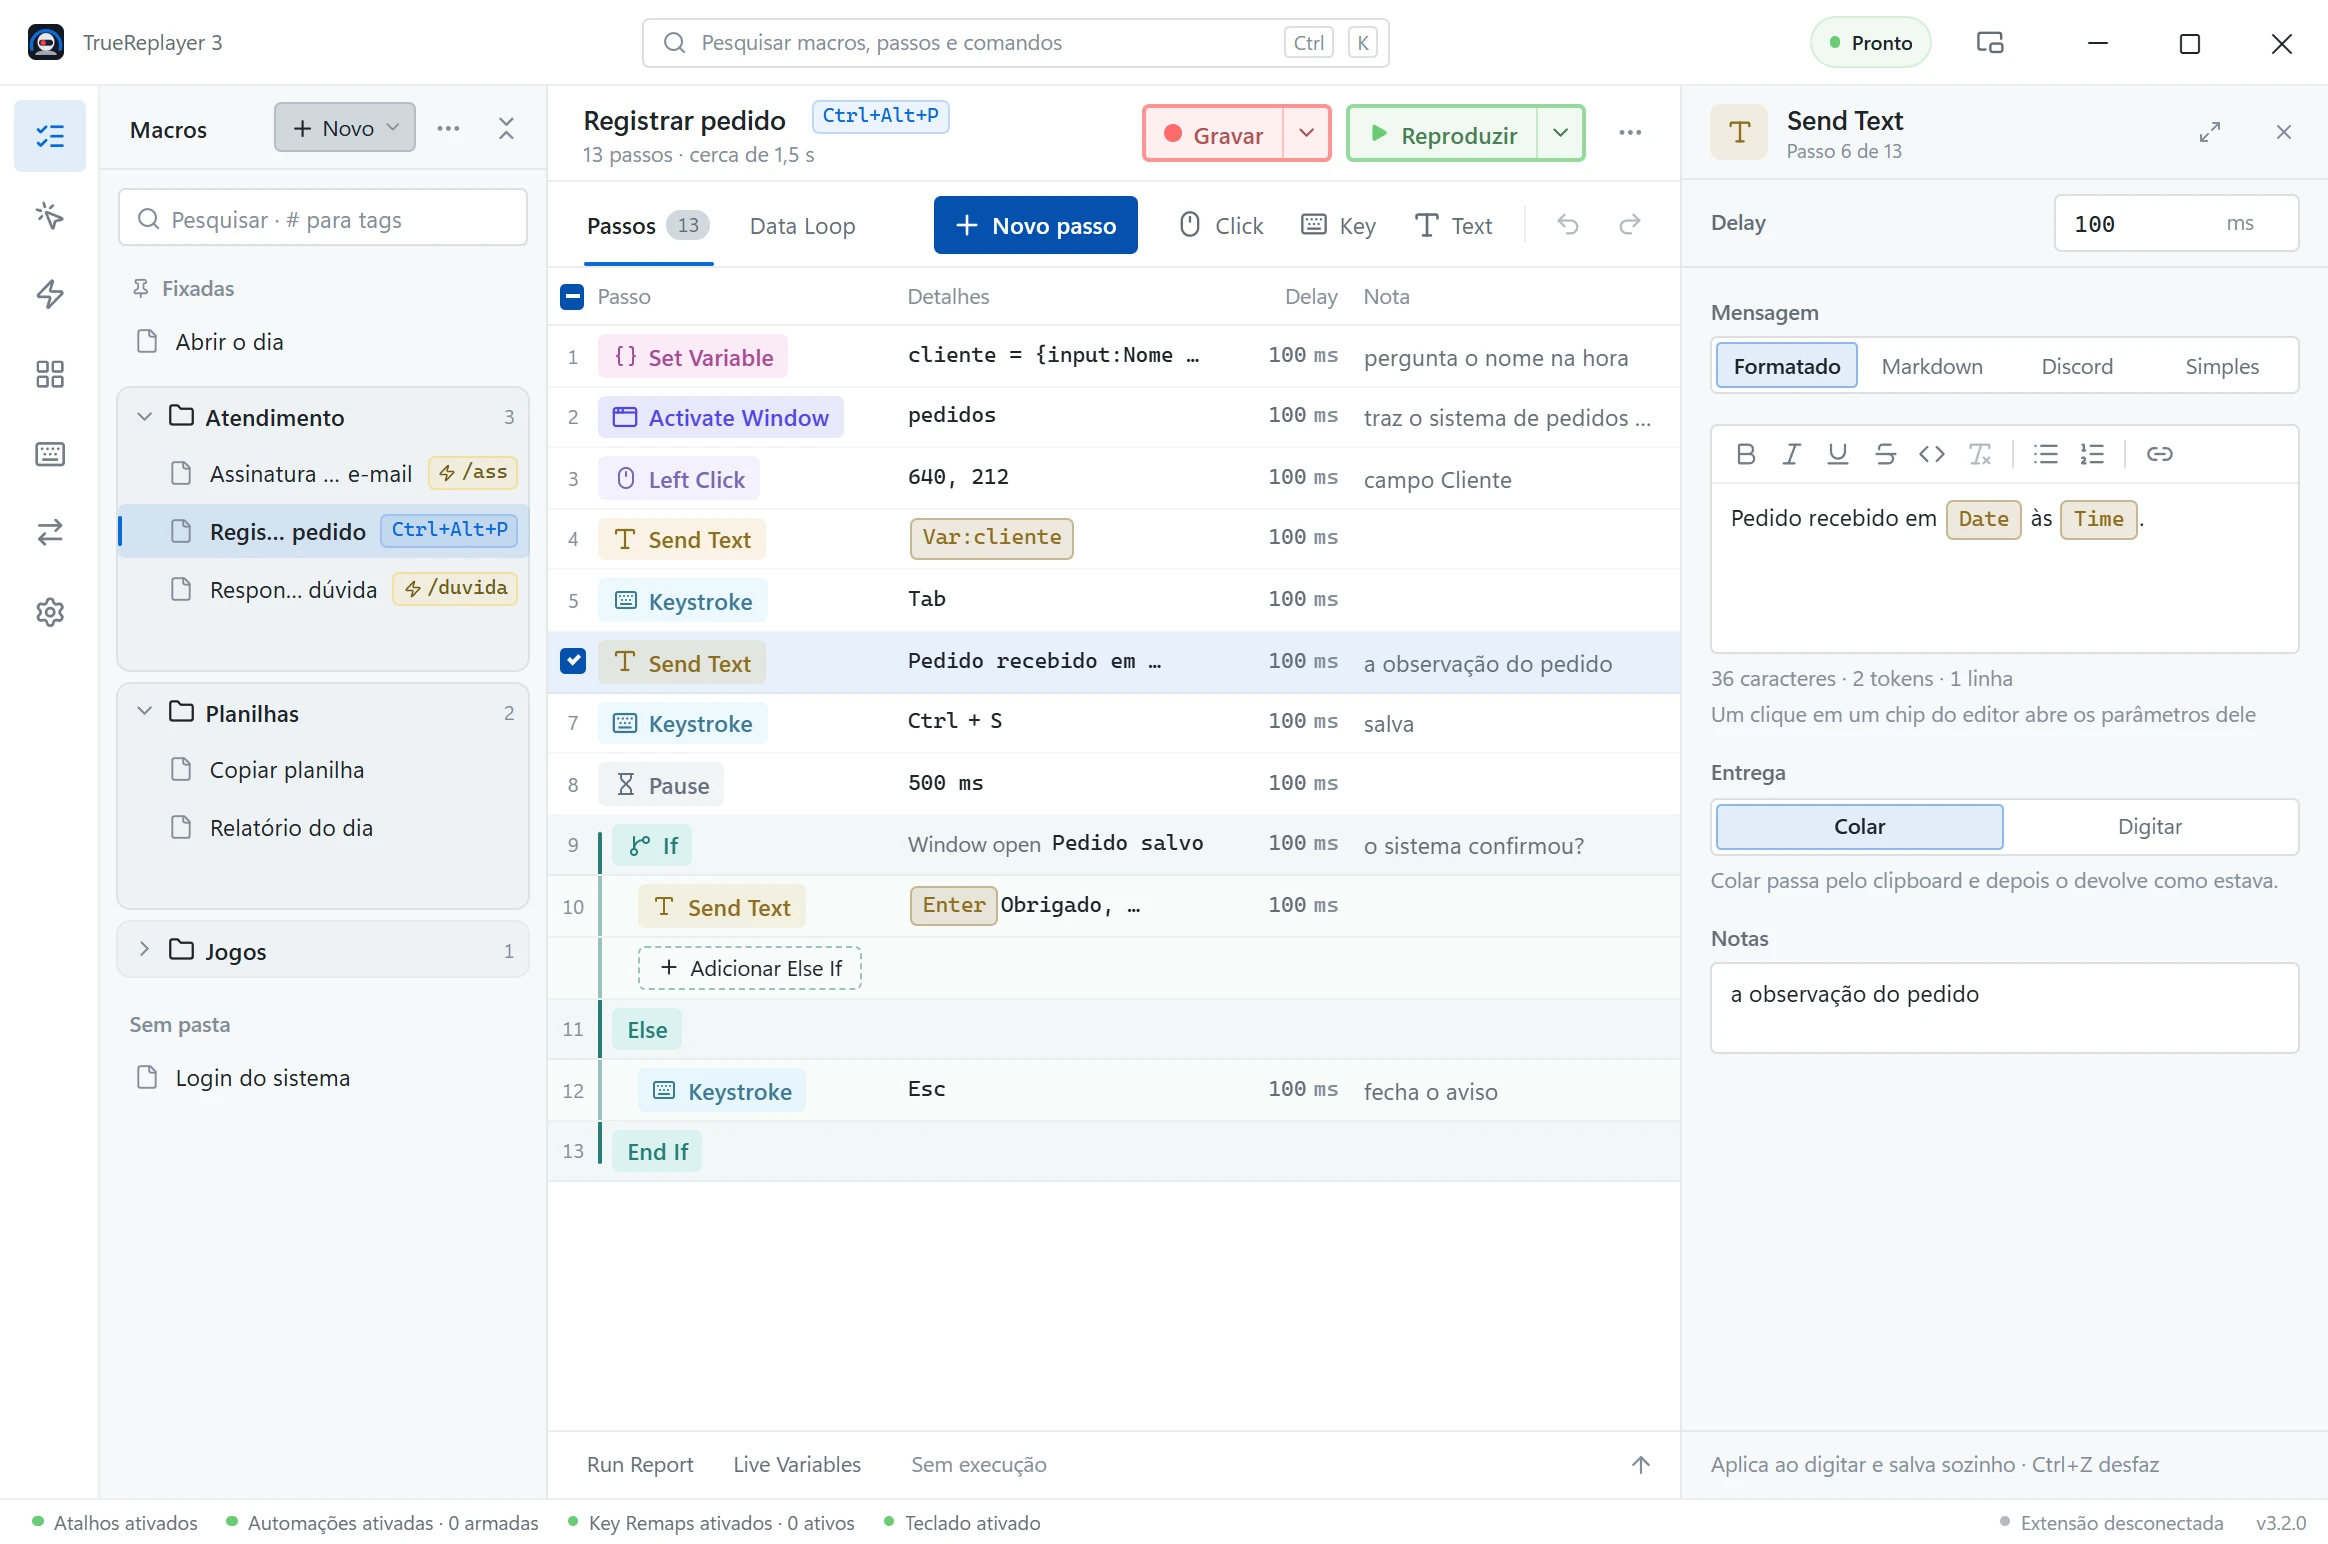 TrueReplayer 3
Pesquisar macros, passos e comandos
Ctrl K
Pronto
Macros
Novo
Pesquisar · # para tags
Fixadas
Abrir o dia
Atendimento 3
Assinatura ... e-mail /ass
Regis... pedido Ctrl+Alt+P
Respon... dúvida /duvida
Planilhas 2
Copiar planilha
Relatório do dia
Jogos 1
Sem pasta
Login do sistema
Registrar pedido Ctrl+Alt+P
13 passos · cerca de 1,5 s
Gravar
Reproduzir
Passos 13
Data Loop
Novo passo
Click
Key
Text
Passo Detalhes Delay Nota
1 Set Variable cliente = {input:Nome … 100 ms pergunta o nome na hora
2 Activate Window pedidos 100 ms traz o sistema de pedidos ...
3 Left Click 640, 212 100 ms campo Cliente
4 Send Text Var:cliente 100 ms
5 Keystroke Tab 100 ms
Send Text Pedido recebido em … 100 ms a observação do pedido
7 Keystroke Ctrl + S 100 ms salva
8 Pause 500 ms 100 ms
9 If Window open Pedido salvo 100 ms o sistema confirmou?
10 Send Text Enter Obrigado, … 100 ms
Adicionar Else If
11 Else
12 Keystroke Esc 100 ms fecha o aviso
13 End If
Run Report Live Variables Sem execução
Send Text
Passo 6 de 13
Delay 100 ms
Mensagem
Formatado Markdown Discord Simples
Pedido recebido em Date às Time.
36 caracteres · 2 tokens · 1 linha
Um clique em um chip do editor abre os parâmetros dele
Entrega
Colar Digitar
Colar passa pelo clipboard e depois o devolve como estava.
Notas
a observação do pedido
Aplica ao digitar e salva sozinho · Ctrl+Z desfaz
Atalhos ativados Automações ativadas · 0 armadas Key Remaps ativados · 0 ativos Teclado ativado Extensão desconectada v3.2.0